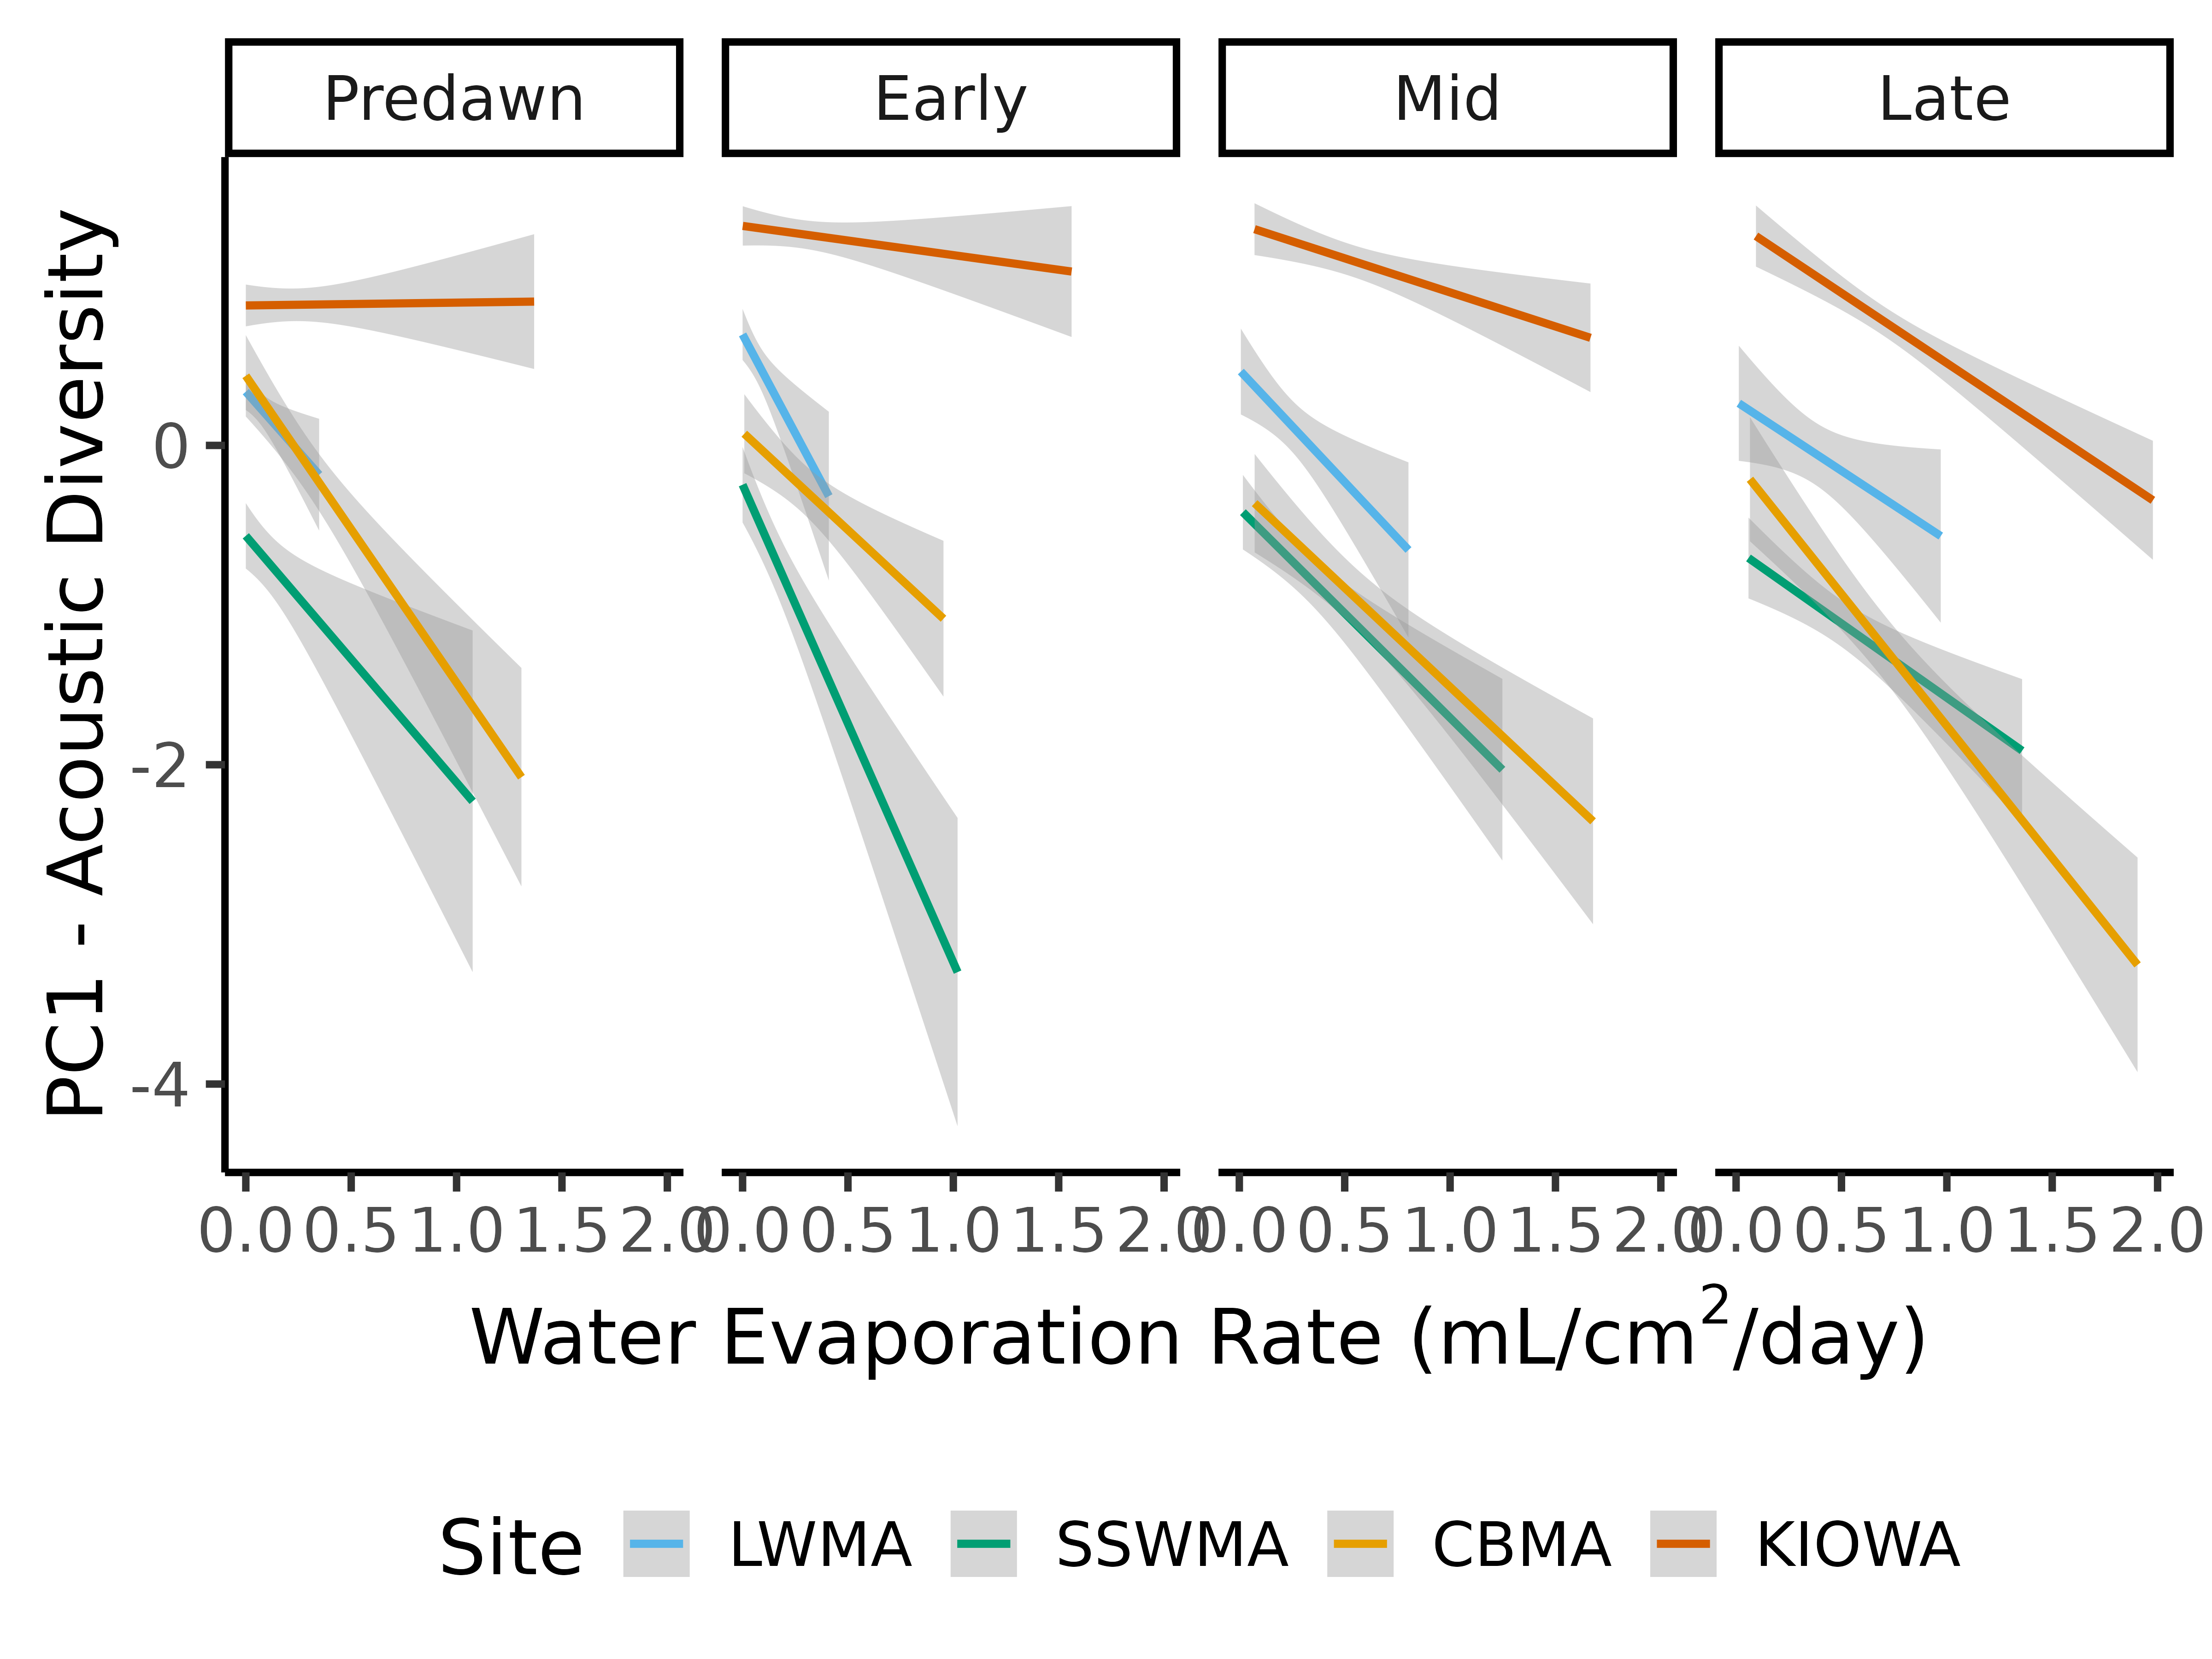 Predawn Early Mid Late
PC1 - Acoustic Diversity
0
-2
-4
0.0 0.5 1.0 1.5 2.0 0.0 0.5 1.0 1.5 2.0 0.0 0.5 1.0 1.5 2.0 0.0 0.5 1.0 1.5 2.0
Water Evaporation Rate (mL/cm²/day)
Site LWMA SSWMA CBMA KIOWA